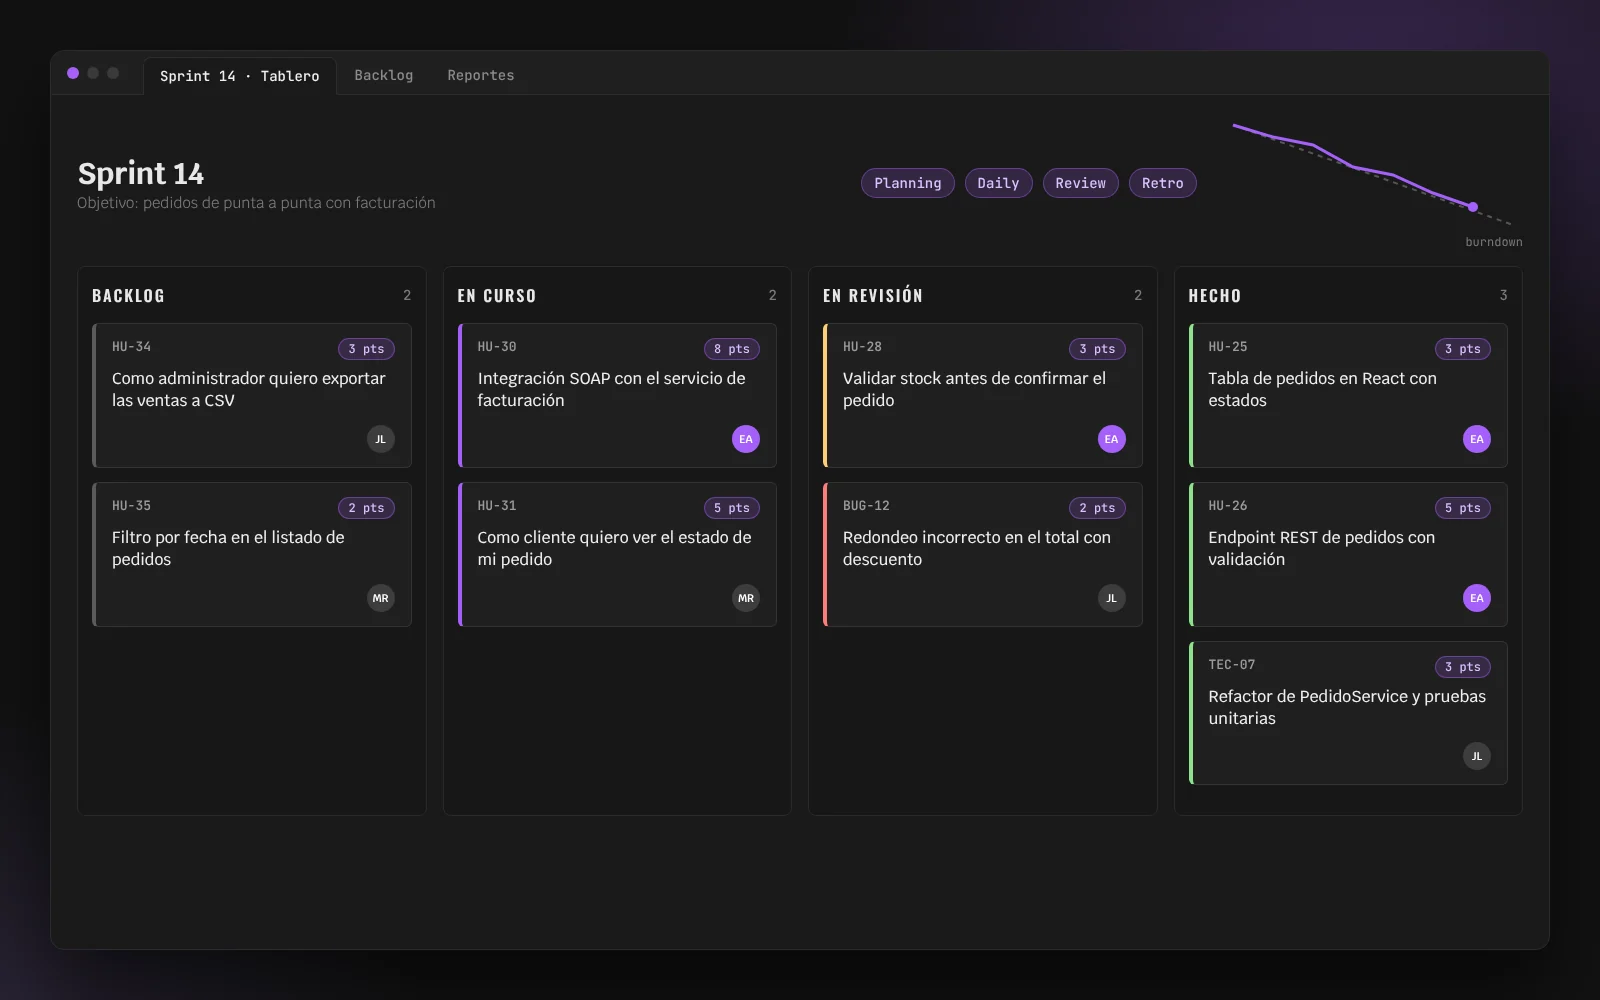 Sprint 14 · Tablero
Backlog
Reportes
Sprint 14
Objetivo: pedidos de punta a punta con facturación
Planning
Daily
Review
Retro
burndown
BACKLOG
2
HU-34
3 pts
Como administrador quiero exportar
las ventas a CSV
JL
HU-35
2 pts
Filtro por fecha en el listado de
pedidos
MR
EN CURSO
2
HU-30
8 pts
Integración SOAP con el servicio de
facturación
EA
HU-31
5 pts
Como cliente quiero ver el estado de
mi pedido
MR
EN REVISIÓN
2
HU-28
3 pts
Validar stock antes de confirmar el
pedido
EA
BUG-12
2 pts
Redondeo incorrecto en el total con
descuento
JL
HECHO
3
HU-25
3 pts
Tabla de pedidos en React con
estados
EA
HU-26
5 pts
Endpoint REST de pedidos con
validación
EA
TEC-07
3 pts
Refactor de PedidoService y pruebas
unitarias
JL